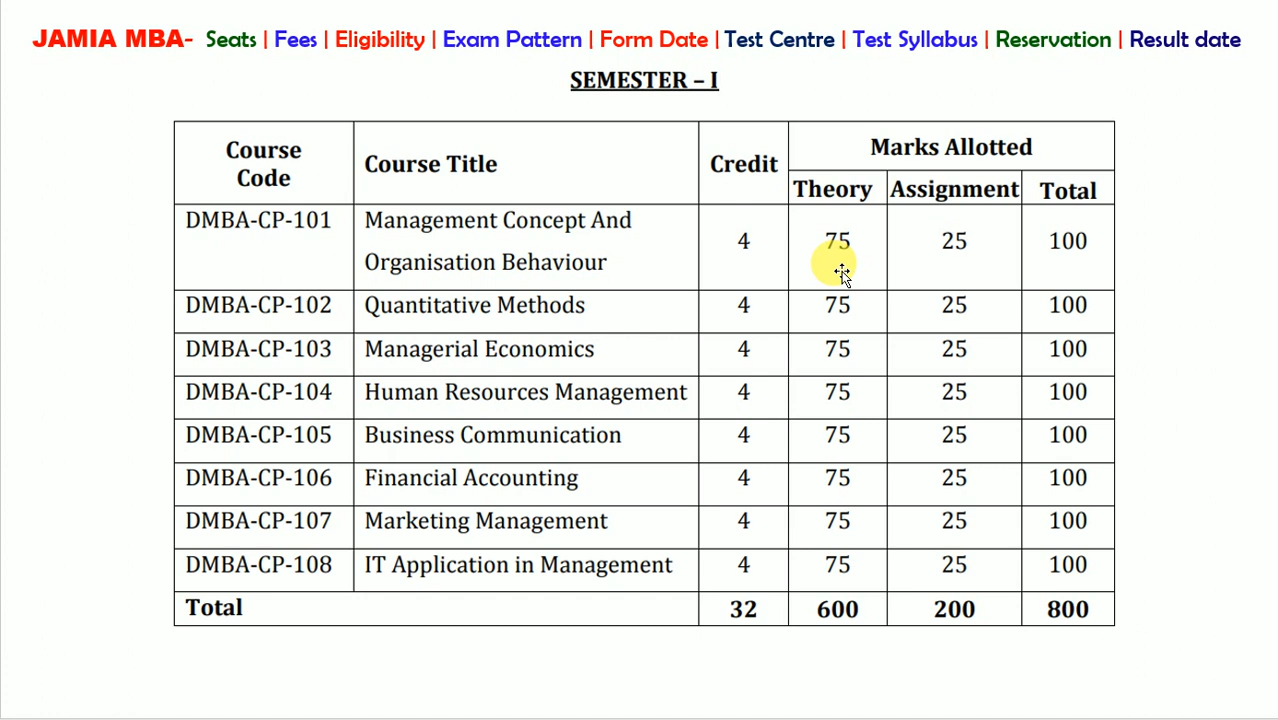 JAMIA MBA- Seats | Fees | Eligibility | Exam Pattern | Form Date | Test Centre | Test Syllabus | Reservation | Result date
SEMESTER – I
Course Code Course Title Credit Marks Allotted
Theory Assignment Total
DMBA-CP-101 Management Concept And Organisation Behaviour 4 75 25 100
DMBA-CP-102 Quantitative Methods 4 75 25 100
DMBA-CP-103 Managerial Economics 4 75 25 100
DMBA-CP-104 Human Resources Management 4 75 25 100
DMBA-CP-105 Business Communication 4 75 25 100
DMBA-CP-106 Financial Accounting 4 75 25 100
DMBA-CP-107 Marketing Management 4 75 25 100
DMBA-CP-108 IT Application in Management 4 75 25 100
Total 32 600 200 800